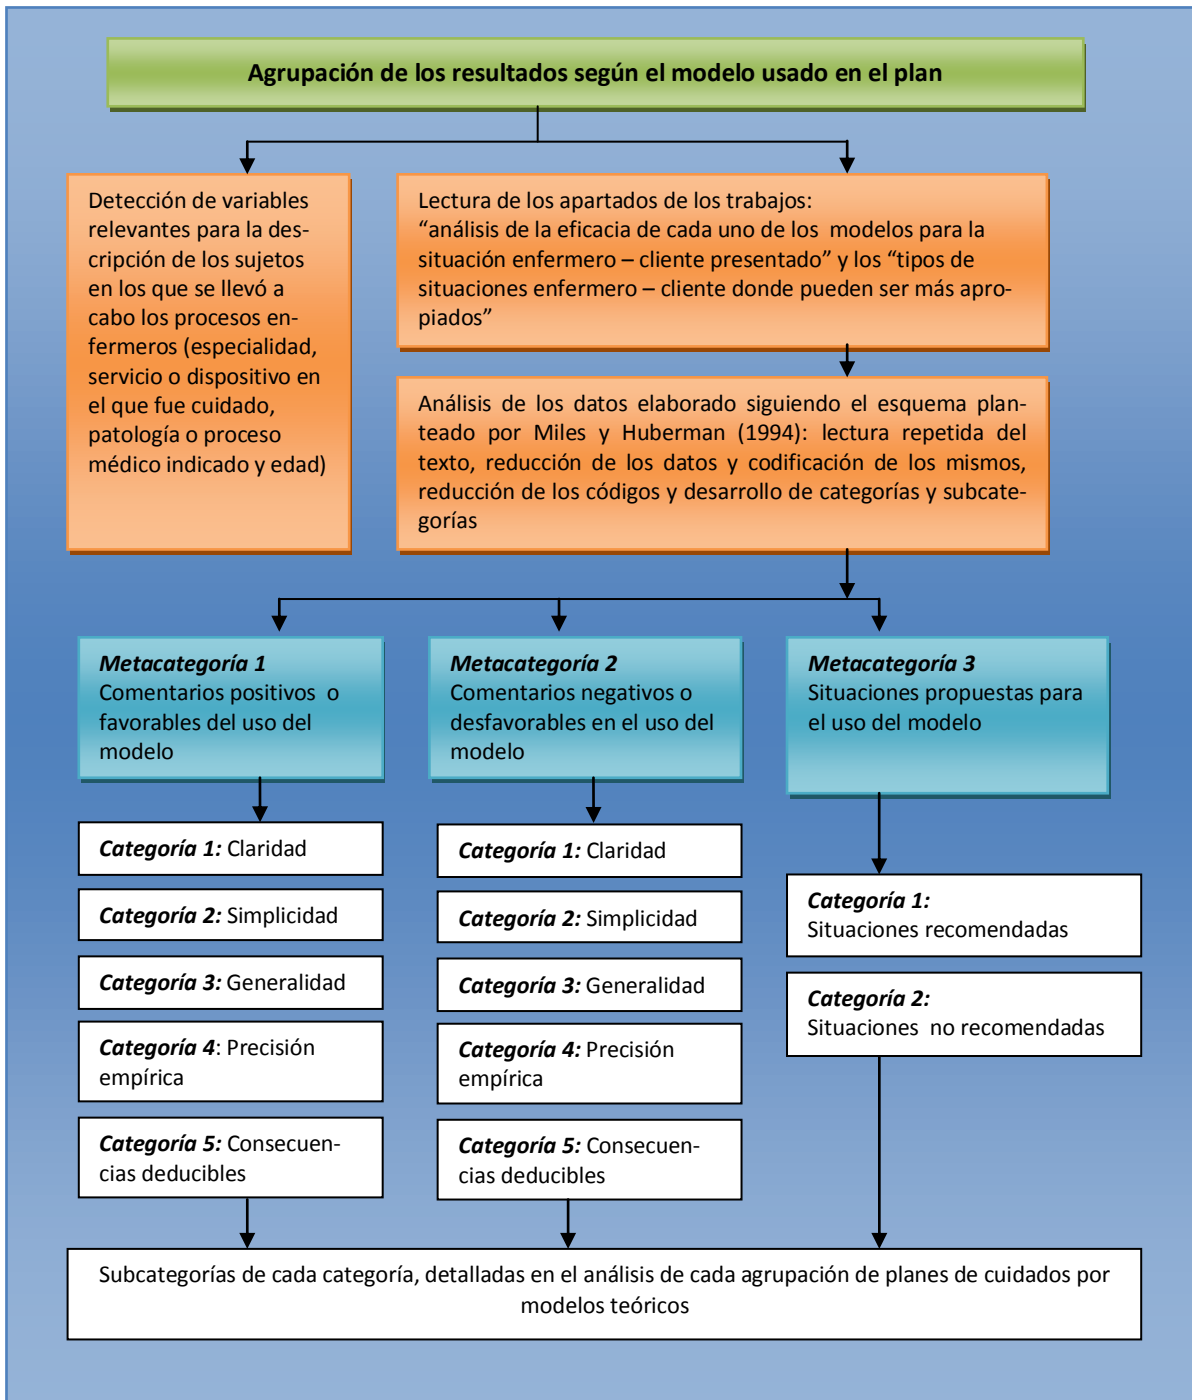 Agrupación de los resultados según el modelo usado en el plan
Detección de variables
relevantes para la des-
cripción de los sujetos
en los que se llevó a
cabo los procesos en-
fermeros (especialidad,
servicio o dispositivo en
el que fue cuidado,
patología o proceso
médico indicado y edad)
Lectura de los apartados de los trabajos:
“análisis de la eficacia de cada uno de los modelos para la
situación enfermero – cliente presentado” y los “tipos de
situaciones enfermero – cliente donde pueden ser más apro-
piados”
Análisis de los datos elaborado siguiendo el esquema plan-
teado por Miles y Huberman (1994): lectura repetida del
texto, reducción de los datos y codificación de los mismos,
reducción de los códigos y desarrollo de categorías y subcate-
gorías
Metacategoría 1
Comentarios positivos o
favorables del uso del
modelo
Metacategoría 2
Comentarios negativos o
desfavorables en el uso del
modelo
Metacategoría 3
Situaciones propuestas para
el uso del modelo
Categoría 1: Claridad
Categoría 2: Simplicidad
Categoría 3: Generalidad
Categoría 4: Precisión
empírica
Categoría 5: Consecuen-
cias deducibles
Categoría 1: Claridad
Categoría 2: Simplicidad
Categoría 3: Generalidad
Categoría 4: Precisión
empírica
Categoría 5: Consecuen-
cias deducibles
Categoría 1:
Situaciones recomendadas
Categoría 2:
Situaciones no recomendadas
Subcategorías de cada categoría, detalladas en el análisis de cada agrupación de planes de cuidados por
modelos teóricos